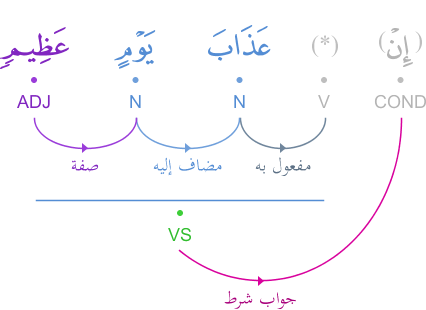 (إِنْ) (*) عَذَابَ يَوْمٍ عَظِيمٍ
COND V N N ADJ
مفعول به مضاف إليه صفة
VS
جواب شرط